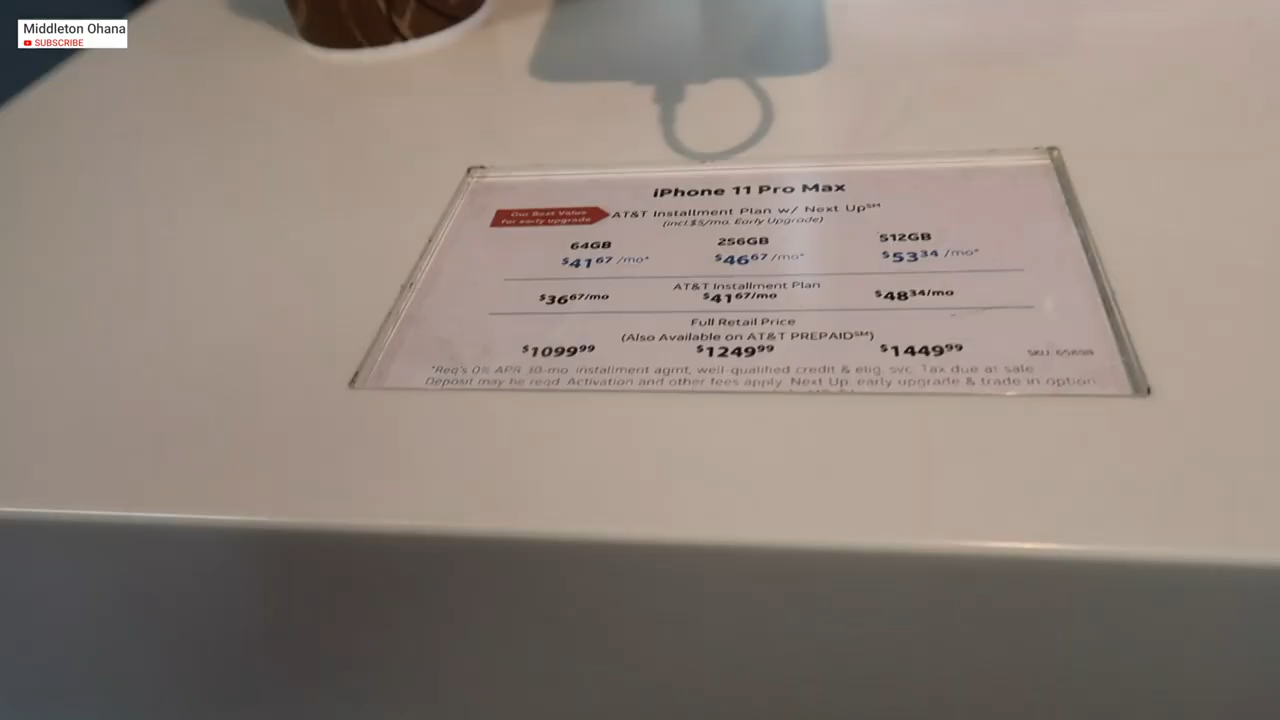 Middleton Ohana
SUBSCRIBE
iPhone 11 Pro Max
Our Best Value
for early upgrade
AT&T Installment Plan w/ Next Up℠
(incl $5/mo. Early Upgrade)
64GB 256GB 512GB
$41⁶⁷ /mo* $46⁶⁷ /mo* $53³⁴ /mo*
AT&T Installment Plan
$36⁶⁷/mo $41⁶⁷/mo $48³⁴/mo
Full Retail Price
(Also Available on AT&T PREPAID℠)
$1099⁹⁹ $1249⁹⁹ $1449⁹⁹
SKU:
*Req's 0% APR 30-mo. installment agmt, well-qualified credit & elig. svc. Tax due at sale.
Deposit may be reqd. Activation and other fees apply. Next Up, early upgrade & trade in option